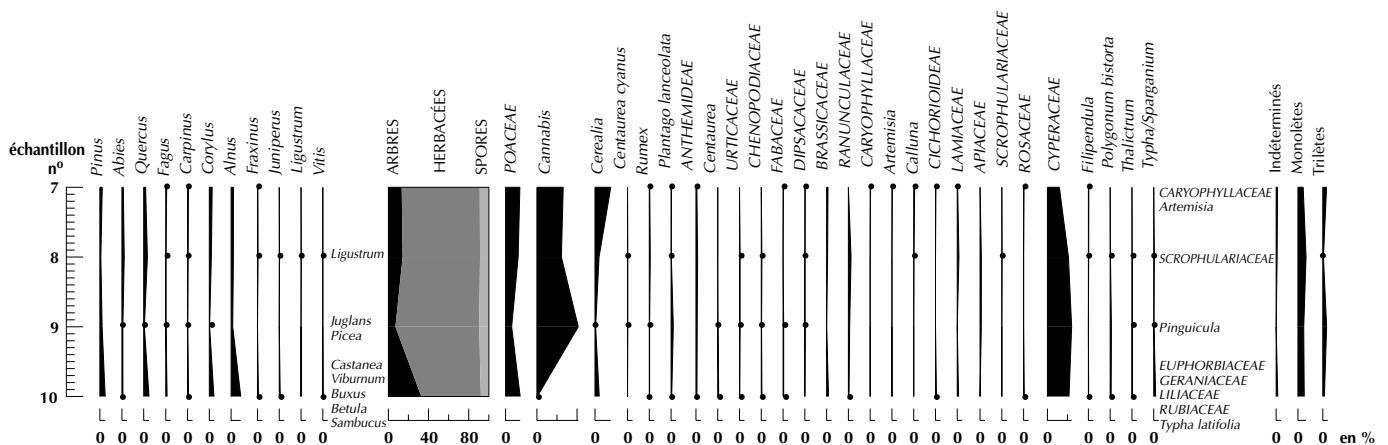 échantillon
n°
Pinus
Abies
Quercus
Fagus
Carpinus
Corylus
Alnus
Fraxinus
Juniperus
Ligustrum
Vitis
ARBRES
HERBACÉES
SPORES
POACEAE
Cannabis
Cerealia
Centaurea cyanus
Rumex
Plantago lanceolata
ANTHEMIDEAE
Centaurea
URTICACEAE
CHENOPODIACEAE
FABACEAE
DIPSACACEAE
BRASSICACEAE
RANUNCULACEAE
CARYOPHYLLACEAE
Artemisia
Calluna
CICHORIOIDEAE
LAMIACEAE
APIACEAE
SCROPHULARIACEAE
ROSACEAE
CYPERACEAE
Filipendula
Polygonum bistorta
Thalictrum
Typha/Sparganium
Indéterminés
Monolètes
Trilètes
7
CARYOPHYLLACEAE
Artemisia
8
Ligustrum
SCROPHULARIACEAE
9
Juglans
Picea
Pinguicula
Castanea
Viburnum
Buxus
Betula
Sambucus
EUPHORBIACEAE
GERANIACEAE
LILIACEAE
RUBIACEAE
Typha latifolia
10
0 0 0 0 0 0 0 0 0 0 0 0 40 80 0 0 0 0 0 0 0 0 0 0 0 0 0 0 0 0 0 0 0 0 0 0 0 0 0 0 0 0 0 0 en %